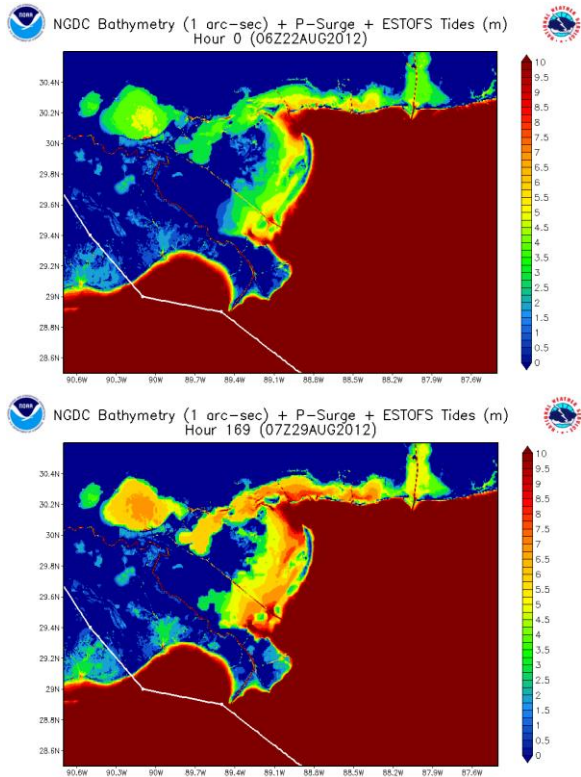 NGDC Bathymetry (1 arc-sec) + P-Surge + ESTOFS Tides (m)
Hour 0 (06Z22AUG2012)
30.4N
30.2N
30N
29.8N
29.6N
29.4N
29.2N
29N
28.8N
28.6N
90.6W 90.3W 90W 89.7W 89.4W 89.1W 88.8W 88.5W 88.2W 87.9W 87.6W
10
9.5
9
8.5
8
7.5
7
6.5
6
5.5
5
4.5
4
3.5
3
2.5
2
1.5
1
0.5
0
NGDC Bathymetry (1 arc-sec) + P-Surge + ESTOFS Tides (m)
Hour 169 (07Z29AUG2012)
30.4N
30.2N
30N
29.8N
29.6N
29.4N
29.2N
29N
28.8N
28.6N
90.6W 90.3W 90W 89.7W 89.4W 89.1W 88.8W 88.5W 88.2W 87.9W 87.6W
10
9.5
9
8.5
8
7.5
7
6.5
6
5.5
5
4.5
4
3.5
3
2.5
2
1.5
1
0.5
0